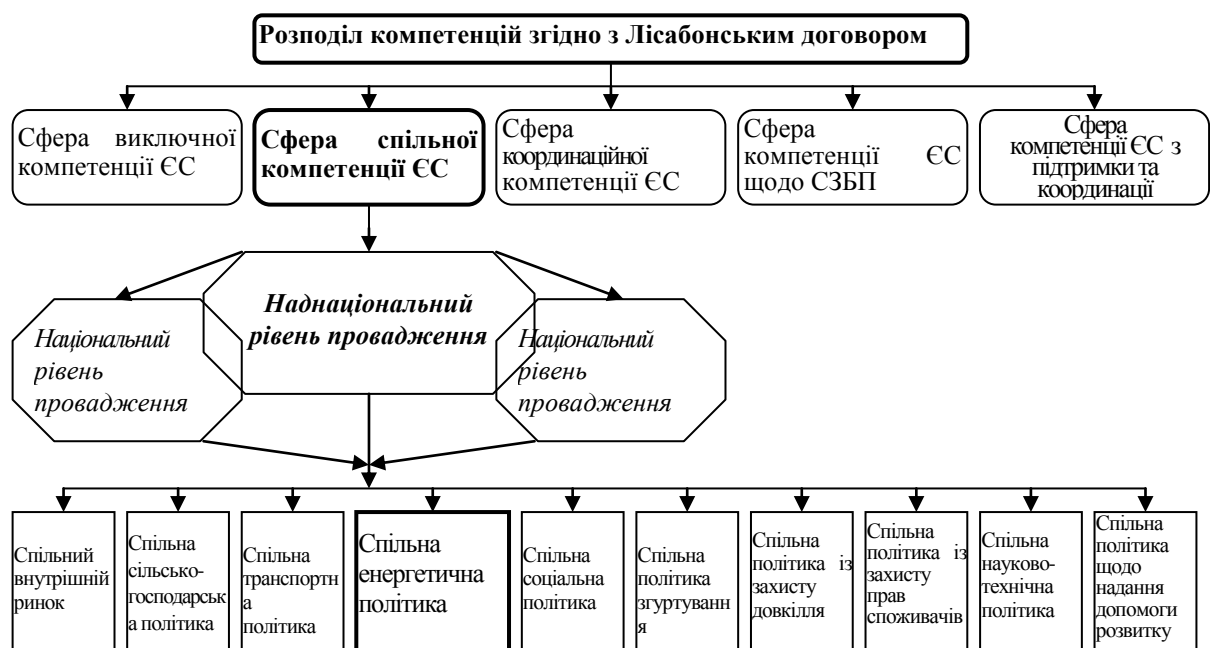 Розподіл компетенцій згідно з Лісабонським договором
Сфера виключної
компетенції ЄС
Сфера спільної
компетенції ЄС
Сфера
координаційної
компетенції ЄС
Сфера
компетенції ЄС
щодо СЗБП
Сфера
компетенції ЄС з
підтримки та
координації
Наднаціональний
рівень провадження
Національний
рівень
провадження
Національний
рівень
провадження
Спільний
внутрішній
ринок
Спільна
сільсько-
господарськ
а політика
Спільна
транспортн
а
політика
Спільна
енергетична
політика
Спільна
соціальна
політика
Спільна
політика
згуртуванн
я
Спільна
політика із
захисту
довкілля
Спільна
політика із
захисту
прав
споживачів
Спільна
науково-
технічна
політика
Спільна
політика
щодо
надання
допомоги
розвитку